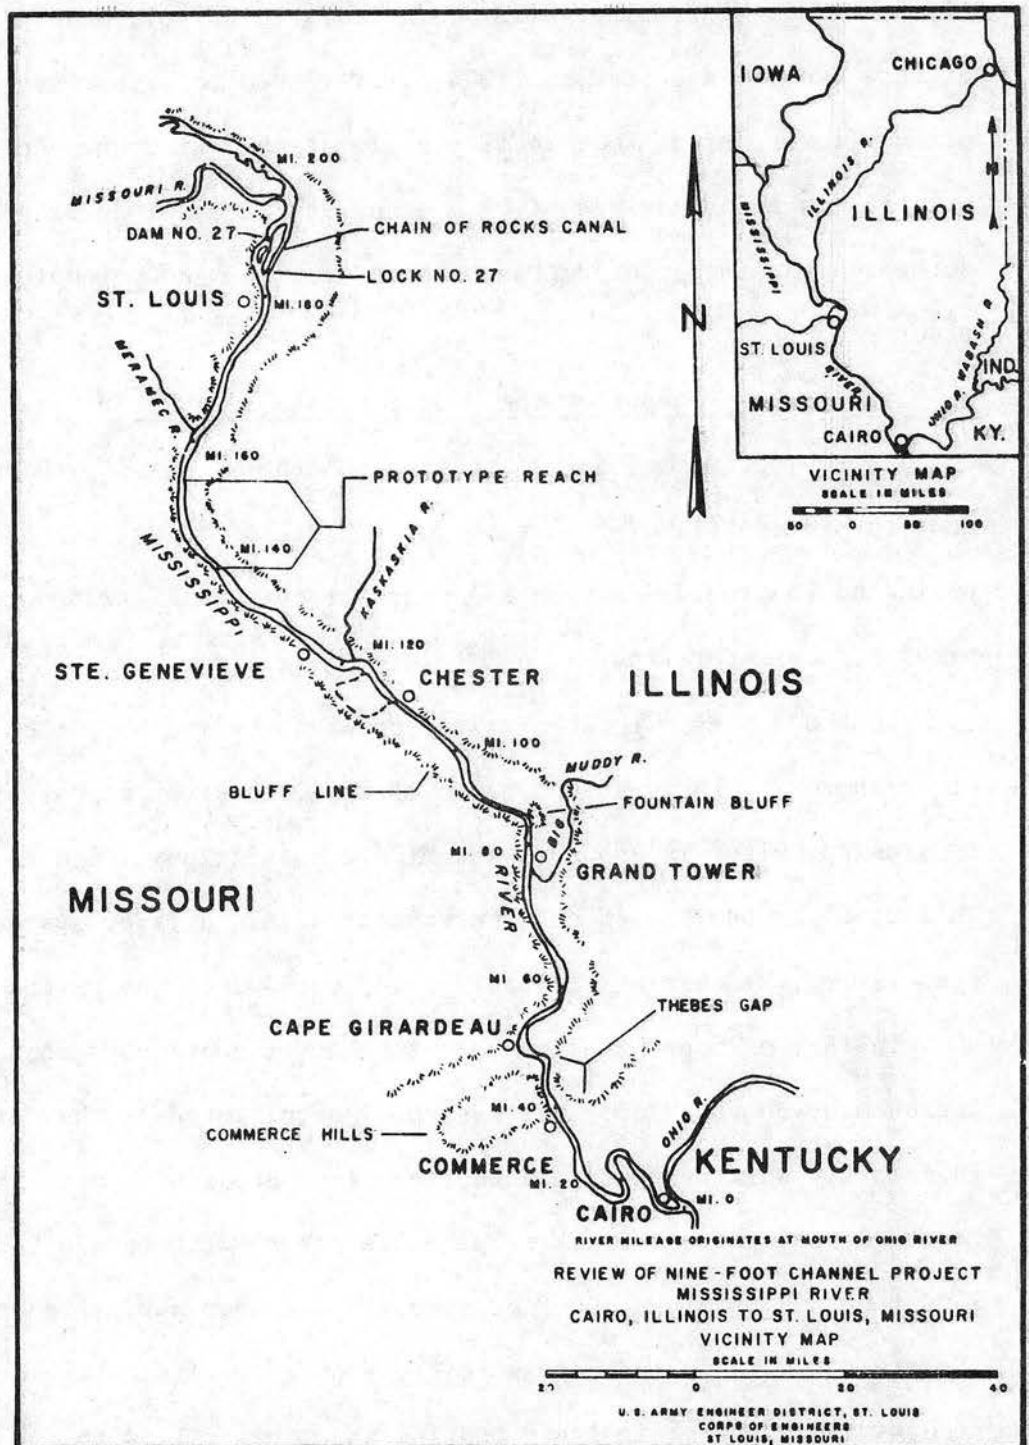 IOWA
CHICAGO
ILLINOIS R.
ILLINOIS
MISSISSIPPI
N
ST. LOUIS
RIVER
MISSOURI
OHIO R.
WABASH R
IND.
CAIRO
KY.
VICINITY MAP
SCALE IN MILES
50 0 50 100
MI. 200
MISSOURI R.
DAM NO. 27
CHAIN OF ROCKS CANAL
LOCK NO. 27
ST. LOUIS
MI. 180
N
MERAMEC R.
MI. 160
PROTOTYPE REACH
MI. 140
KASKASKIA R.
MISSISSIPPI
MI. 120
STE. GENEVIEVE
CHESTER
ILLINOIS
MI. 100
MUDDY R.
BLUFF LINE
FOUNTAIN BLUFF
BIG
MI. 80
GRAND TOWER
RIVER
MISSOURI
MI 60
THEBES GAP
CAPE GIRARDEAU
MI. 40
OHIO R.
COMMERCE HILLS
COMMERCE
KENTUCKY
MI. 20
CAIRO
MI. 0
RIVER MILEAGE ORIGINATES AT MOUTH OF OHIO RIVER
REVIEW OF NINE-FOOT CHANNEL PROJECT
MISSISSIPPI RIVER
CAIRO, ILLINOIS TO ST. LOUIS, MISSOURI
VICINITY MAP
SCALE IN MILES
20 0 20 40
U.S. ARMY ENGINEER DISTRICT, ST. LOUIS
CORPS OF ENGINEERS
ST LOUIS, MISSOURI